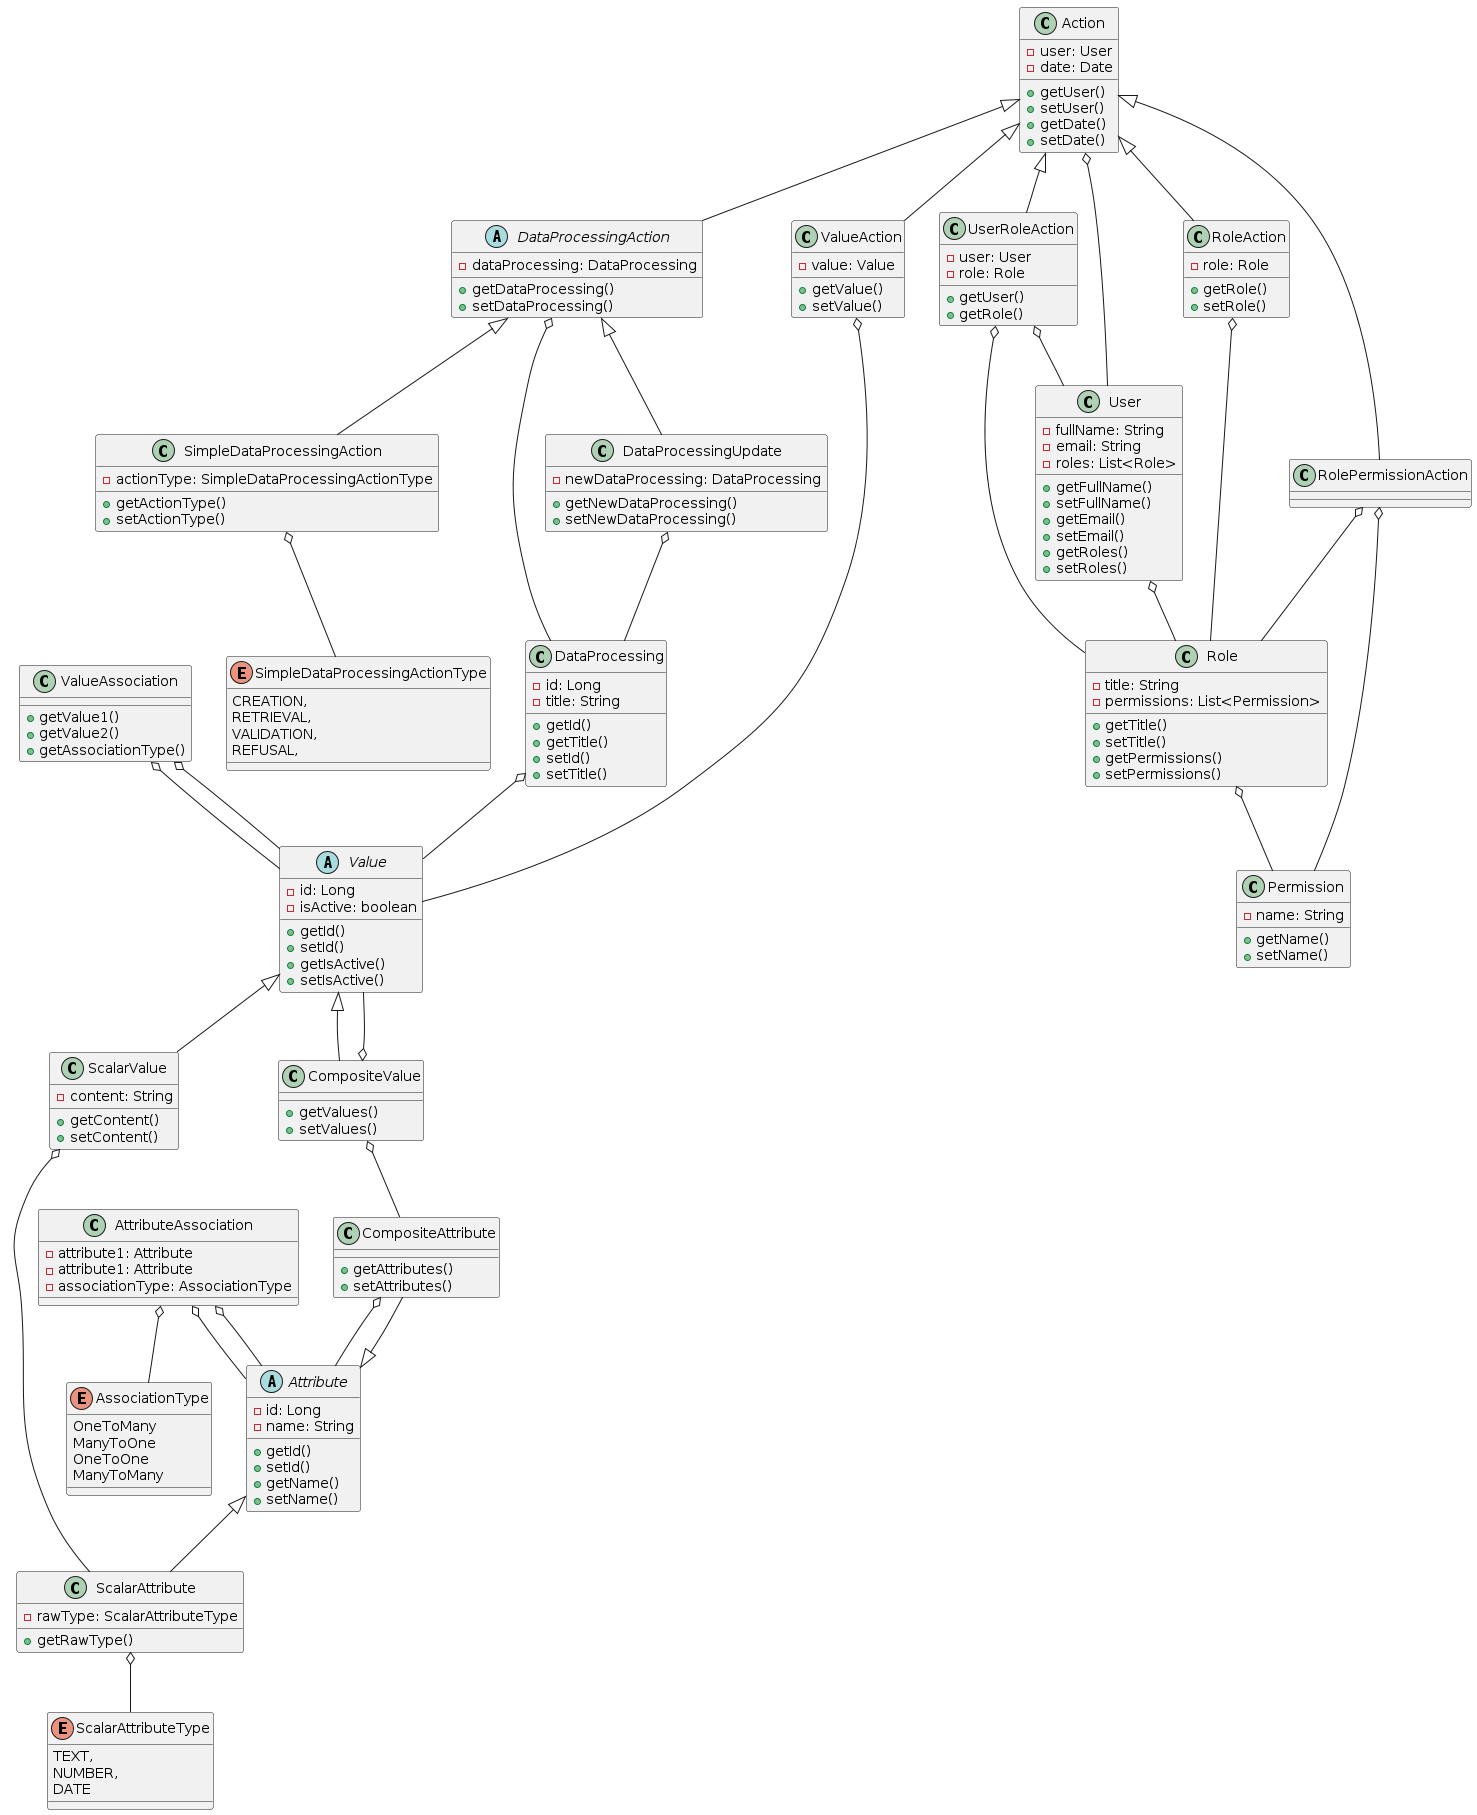 C Action
user: User
date: Date
getUser()
setUser()
getDate()
setDate()
A DataProcessingAction
dataProcessing: DataProcessing
getDataProcessing()
setDataProcessing()
C ValueAction
value: Value
getValue()
setValue()
C UserRoleAction
user: User
role: Role
getUser()
getRole()
C RoleAction
role: Role
getRole()
setRole()
C SimpleDataProcessingAction
actionType: SimpleDataProcessingActionType
getActionType()
setActionType()
C DataProcessingUpdate
newDataProcessing: DataProcessing
getNewDataProcessing()
setNewDataProcessing()
C User
fullName: String
email: String
roles: List<Role>
getFullName()
setFullName()
getEmail()
setEmail()
getRoles()
setRoles()
C RolePermissionAction
C ValueAssociation
getValue1()
getValue2()
getAssociationType()
E SimpleDataProcessingActionType
CREATION,
RETRIEVAL,
VALIDATION,
REFUSAL,
C DataProcessing
id: Long
title: String
getId()
getTitle()
setId()
setTitle()
C Role
title: String
permissions: List<Permission>
getTitle()
setTitle()
getPermissions()
setPermissions()
A Value
id: Long
isActive: boolean
getId()
setId()
getIsActive()
setIsActive()
C Permission
name: String
getName()
setName()
C ScalarValue
content: String
getContent()
setContent()
C CompositeValue
getValues()
setValues()
C AttributeAssociation
attribute1: Attribute
attribute1: Attribute
associationType: AssociationType
C CompositeAttribute
getAttributes()
setAttributes()
E AssociationType
OneToMany
ManyToOne
OneToOne
ManyToMany
A Attribute
id: Long
name: String
getId()
setId()
getName()
setName()
C ScalarAttribute
rawType: ScalarAttributeType
getRawType()
E ScalarAttributeType
TEXT,
NUMBER,
DATE